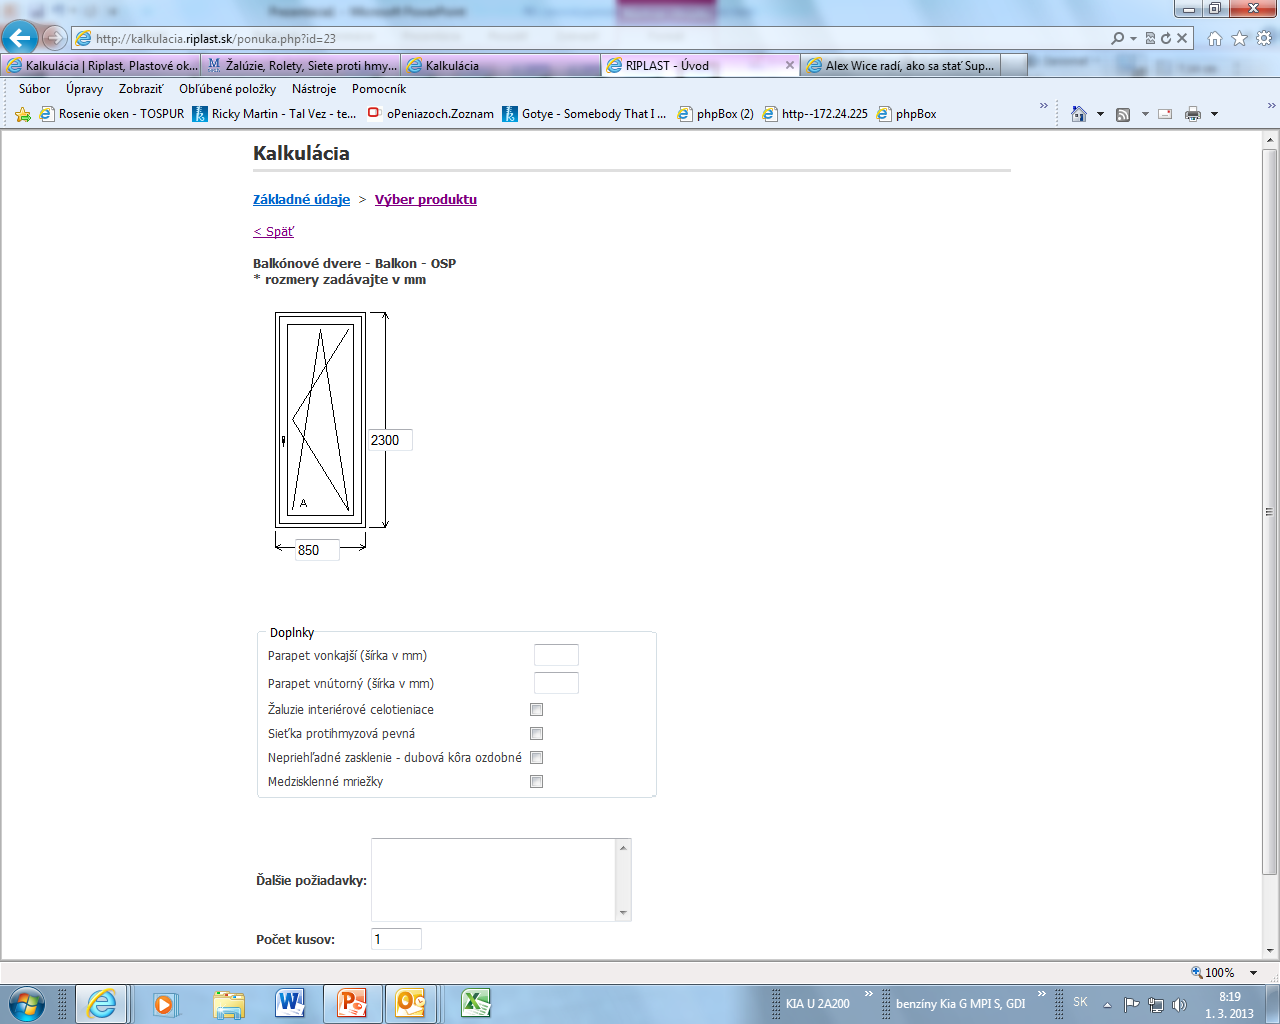 http://kalkulacia.riplast.sk/ponuka.php?id=23
Kalkulácia | Riplast, Plastové ok...
Žalúzie, Rolety, Siete proti hmy...
Kalkulácia
RIPLAST - Úvod
Alex Wice radí, ako sa stať Sup...
Súbor Úpravy Zobraziť Obľúbené položky Nástroje Pomocník
Rosenie oken - TOSPUR
Ricky Martin - Tal Vez - te...
oPeniazoch.Zoznam
Gotye - Somebody That I ...
phpBox (2)
http--172.24.225
phpBox
Kalkulácia
Základné údaje > Výber produktu
< Späť
Balkónové dvere - Balkon - OSP
* rozmery zadávajte v mm
2300
A
850
Doplnky
Parapet vonkajší (šírka v mm)
Parapet vnútorný (šírka v mm)
Žaluzie interiérové celotieniace
Sieťka protihmyzová pevná
Nepriehľadné zasklenie - dubová kôra ozdobné
Medzisklenné mriežky
Ďalšie požiadavky:
Počet kusov: 1
100%
KIA U 2A200
benzíny Kia G MPI S, GDI
SK
8:19
1. 3. 2013